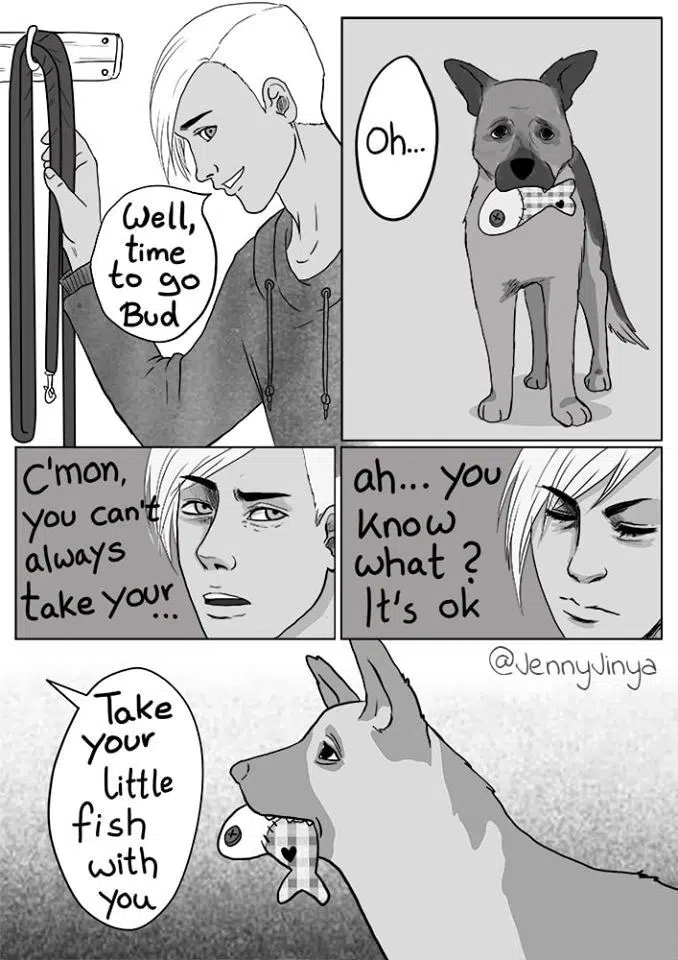 Well,
time
to go
Bud
Oh...
C'mon,
you can't
always
take your...
ah... you
know
what?
It's ok
@JennyJinya
Take
your
little
fish
with
you